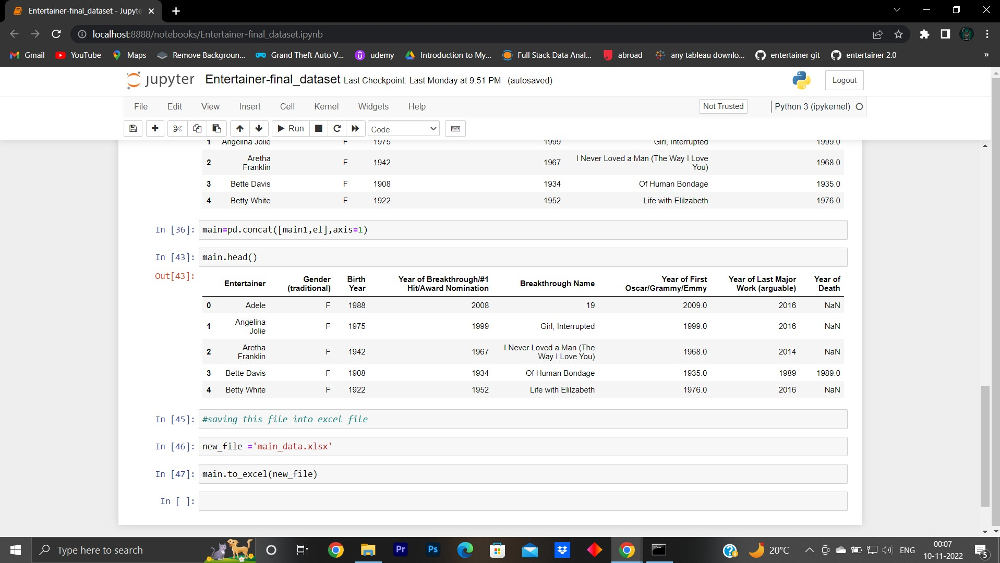 Entertainer-final_dataset - Jupyte
localhost:8888/notebooks/Entertainer-final_dataset.ipynb
Gmail YouTube Maps Remove Backgroun... Grand Theft Auto V... udemy Introduction to My... Full Stack Data Anal... abroad any tableau downlo... entertainer git entertainer 2.0 »
jupyter Entertainer-final_dataset Last Checkpoint: Last Monday at 9:51 PM (autosaved) Logout
File Edit View Insert Cell Kernel Widgets Help Not Trusted Python 3 (ipykernel)
Run Code
1 Angelina Jolie F 1975 1999 Girl, Interrupted 1999.0
2 Aretha Franklin F 1942 1967 I Never Loved a Man (The Way I Love You) 1968.0
3 Bette Davis F 1908 1934 Of Human Bondage 1935.0
4 Betty White F 1922 1952 Life with Elilzabeth 1976.0
In [36]: main=pd.concat([main1,el],axis=1)
In [43]: main.head()
Out[43]:
Entertainer Gender (traditional) Birth Year Year of Breakthrough/#1 Hit/Award Nomination Breakthrough Name Year of First Oscar/Grammy/Emmy Year of Last Major Work (arguable) Year of Death
0 Adele F 1988 2008 19 2009.0 2016 NaN
1 Angelina Jolie F 1975 1999 Girl, Interrupted 1999.0 2016 NaN
2 Aretha Franklin F 1942 1967 I Never Loved a Man (The Way I Love You) 1968.0 2014 NaN
3 Bette Davis F 1908 1934 Of Human Bondage 1935.0 1989 1989.0
4 Betty White F 1922 1952 Life with Elilzabeth 1976.0 2016 NaN
In [45]: #saving this file into excel file
In [46]: new_file ='main_data.xlsx'
In [47]: main.to_excel(new_file)
In [ ]:
Type here to search Pr Ps 20°C ENG 00:07
10-11-2022 5